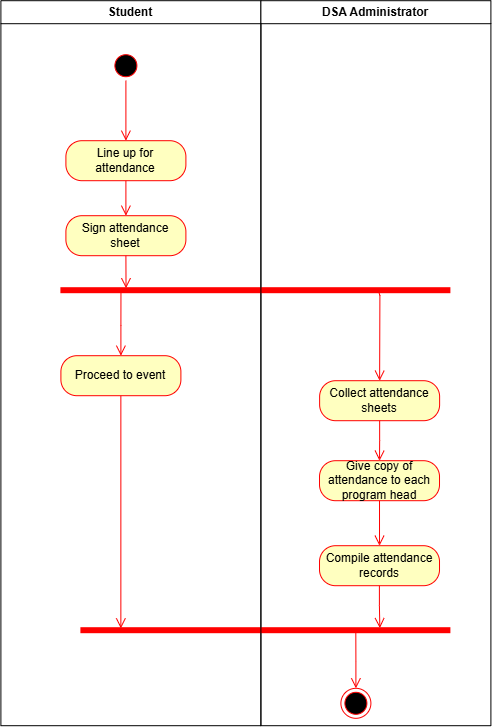 Student
DSA Administrator
Line up for
attendance
Sign attendance
sheet
Proceed to event
Collect attendance
sheets
Give copy of
attendance to each
program head
Compile attendance
records